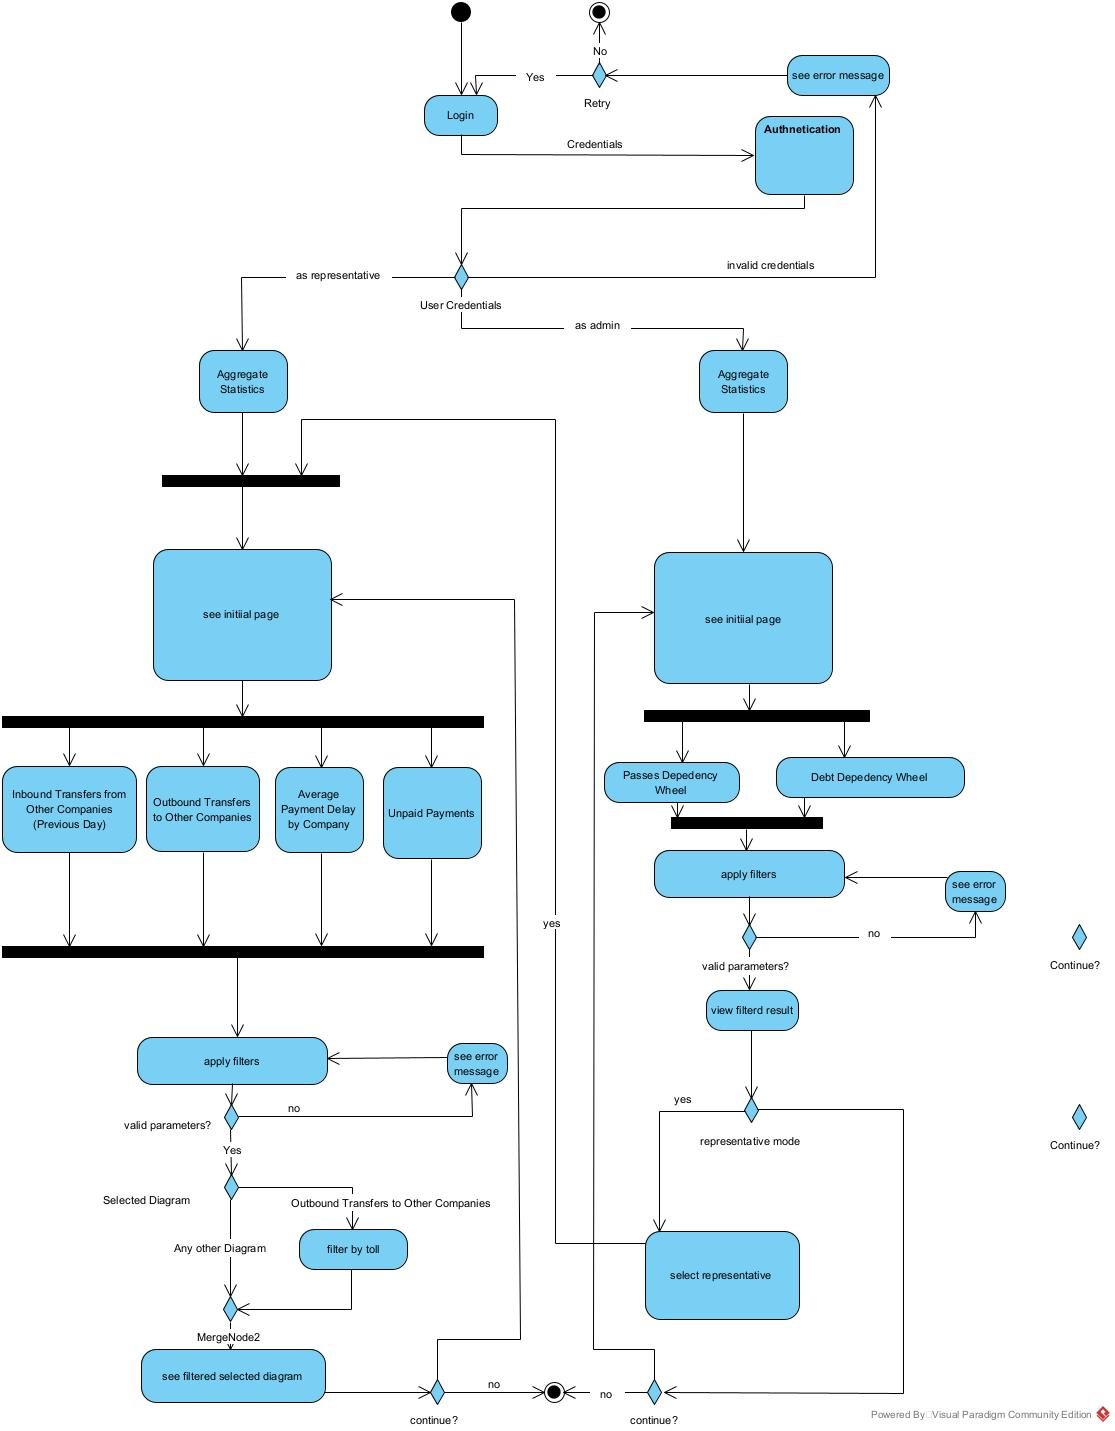 No
Yes
see error message
Retry
Login
Authnetication
Credentials
as representative
invalid credentials
User Credentials
as admin
Aggregate
Statistics
Aggregate
Statistics
see initiial page
see initiial page
Passes Depedency
Wheel
Debt Depedency Wheel
Inbound Transfers from
Other Companies
(Previous Day)
Outbound Transfers
to Other Companies
Average
Payment Delay
by Company
Unpaid Payments
apply filters
see error
message
yes
no
Continue?
valid parameters?
view filterd result
apply filters
see error
message
no
valid parameters?
yes
representative mode
Continue?
Yes
Selected Diagram
Outbound Transfers to Other Companies
Any other Diagram
filter by toll
select representative
MergeNode2
see filtered selected diagram
no
no
continue?
continue?
Powered By Visual Paradigm Community Edition